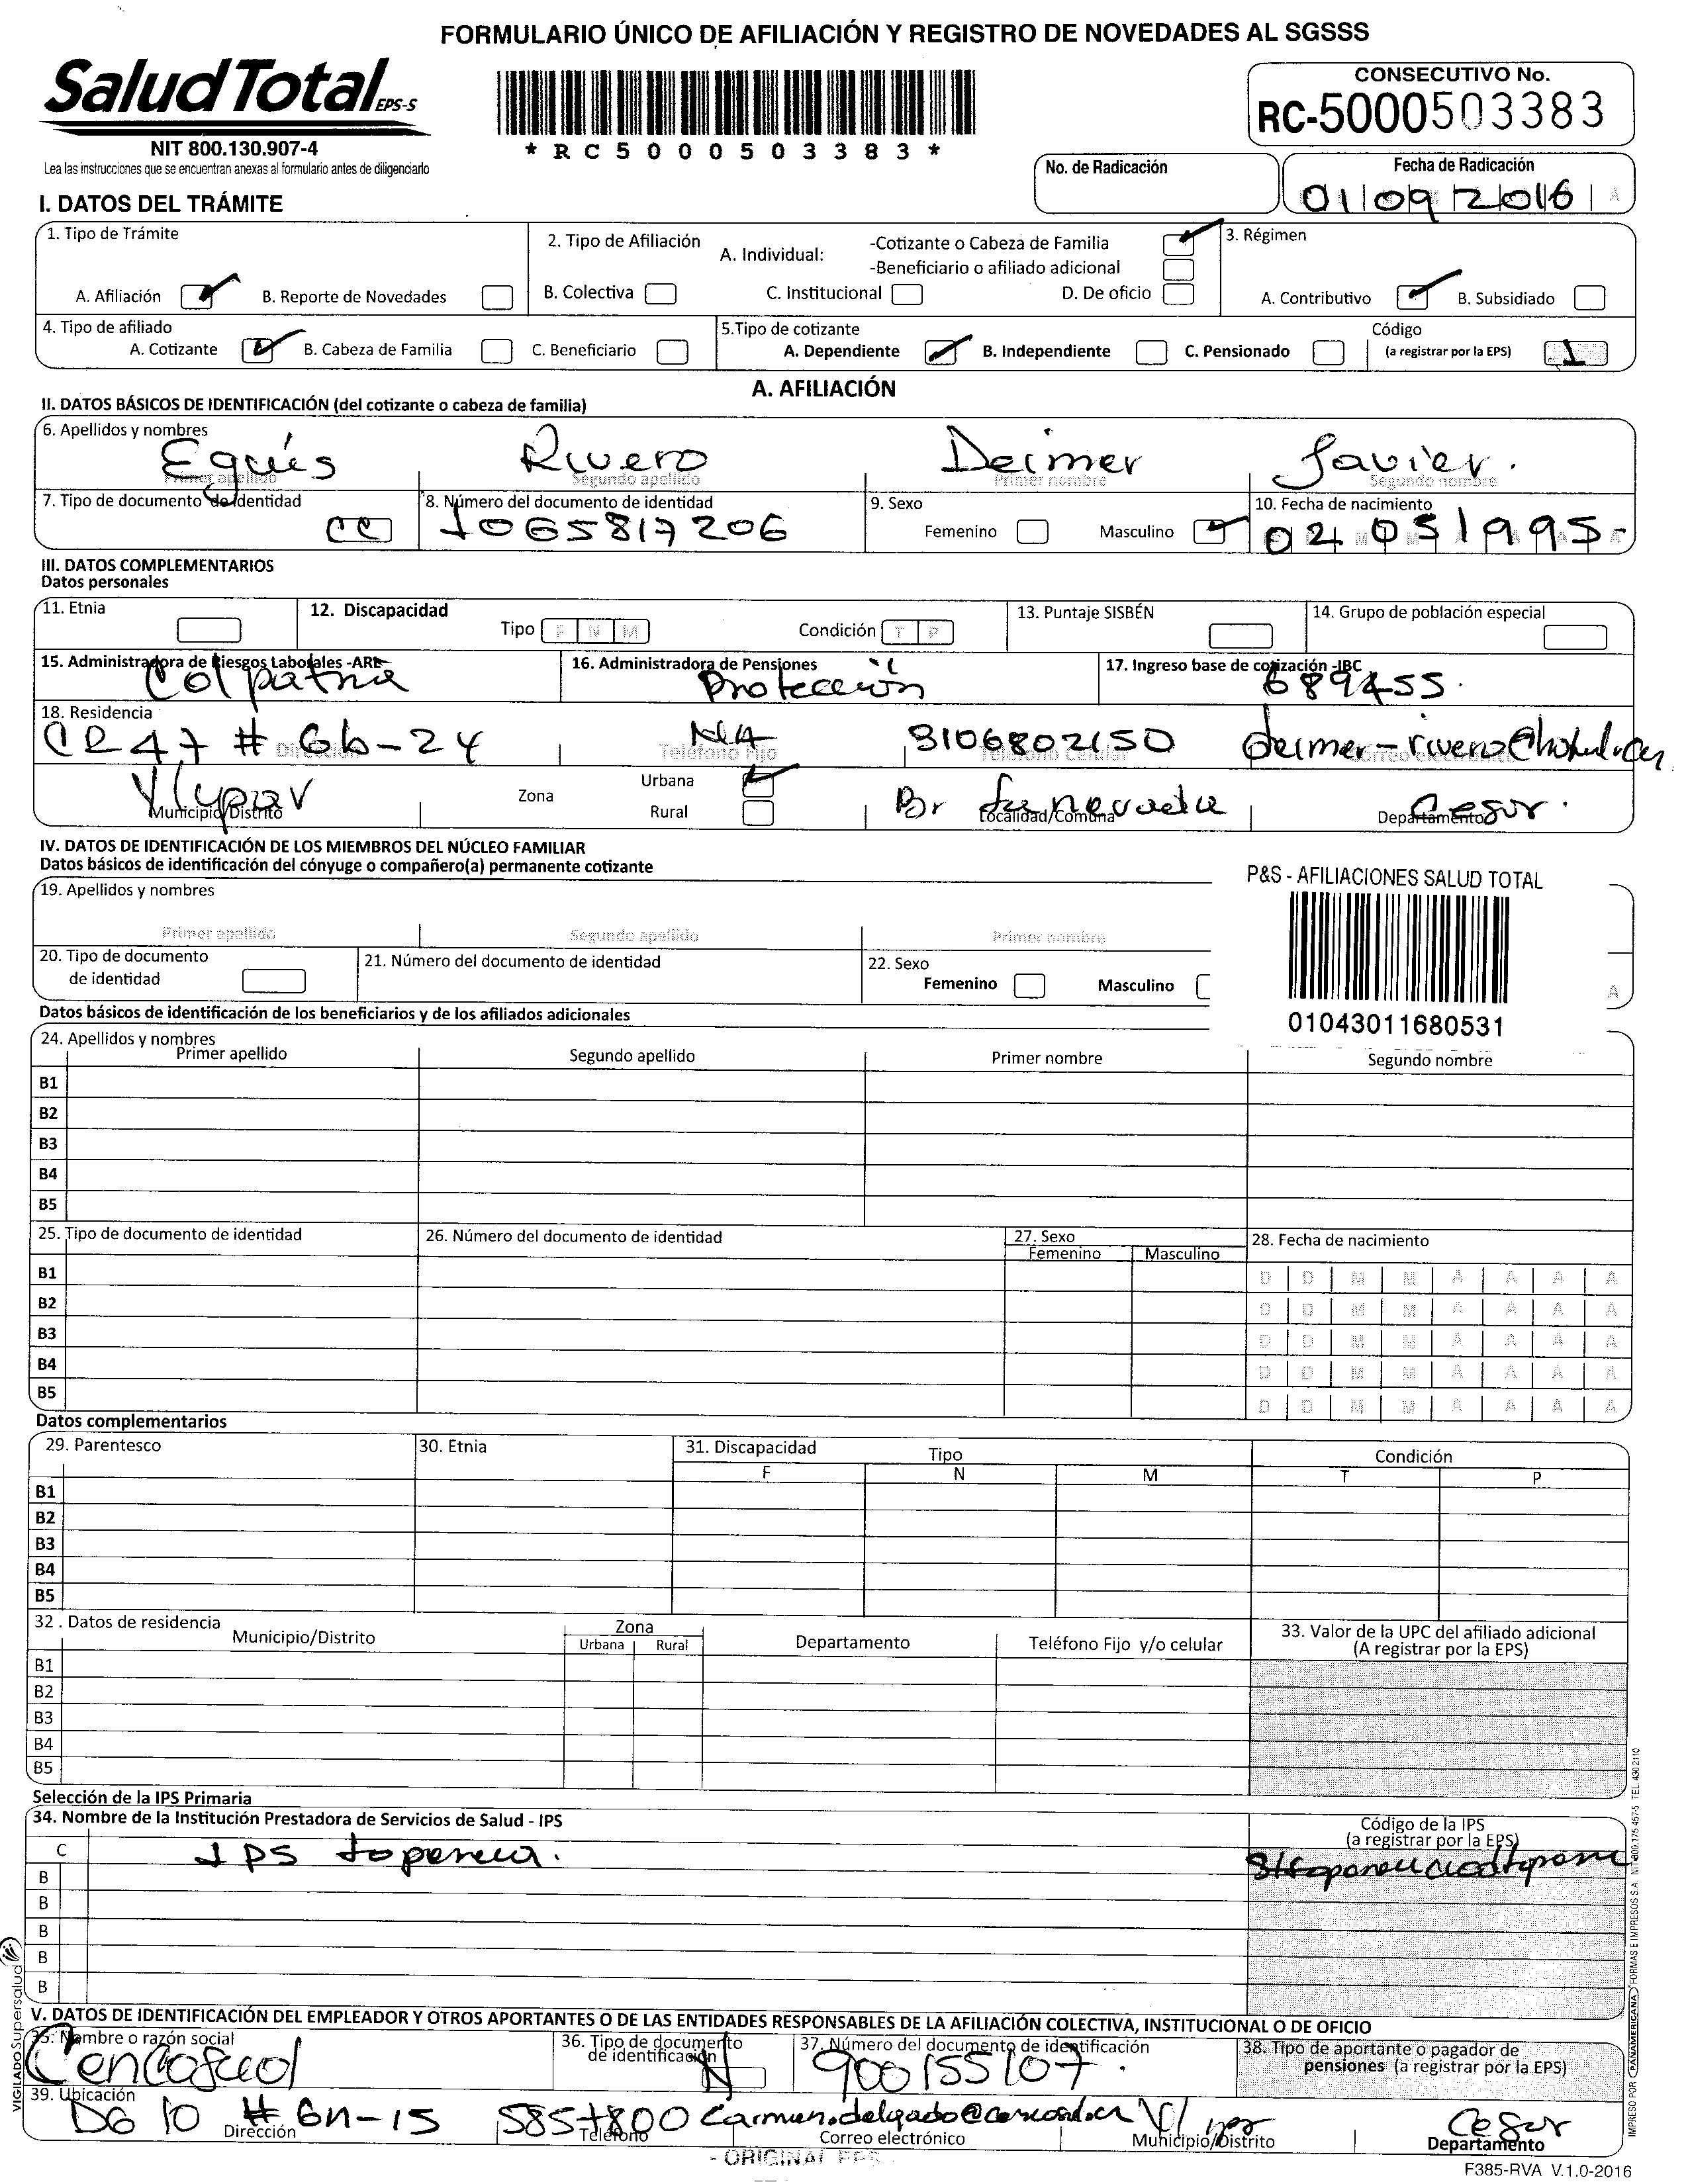 FORMULARIO ÚNICO DE AFILIACIÓN Y REGISTRO DE NOVEDADES AL SGSSS
SaludTotal EPS-S
NIT 800.130.907-4
Lea las instrucciones que se encuentran anexas al formulario antes de diligenciarlo
*RC5000503383*
CONSECUTIVO No.
RC-5000503383
No. de Radicación
Fecha de Radicación
01 09 2016 A
I. DATOS DEL TRÁMITE
1. Tipo de Trámite
A. Afiliación B. Reporte de Novedades
2. Tipo de Afiliación A. Individual: -Cotizante o Cabeza de Familia
-Beneficiario o afiliado adicional
B. Colectiva C. Institucional D. De oficio
3. Régimen
A. Contributivo B. Subsidiado
4. Tipo de afiliado
A. Cotizante B. Cabeza de Familia C. Beneficiario
5.Tipo de cotizante
A. Dependiente B. Independiente C. Pensionado
Código
(a registrar por la EPS) 1
A. AFILIACIÓN
II. DATOS BÁSICOS DE IDENTIFICACIÓN (del cotizante o cabeza de familia)
6. Apellidos y nombres
Egués Rivero Deimer Javier.
Primer apellido Segundo apellido Primer nombre Segundo nombre
7. Tipo de documento de identidad CC
8. Número del documento de identidad
1065817206
9. Sexo
Femenino Masculino
10. Fecha de nacimiento
02 05 1995
III. DATOS COMPLEMENTARIOS
Datos personales
11. Etnia
12. Discapacidad
Tipo F N M Condición T P
13. Puntaje SISBÉN
14. Grupo de población especial
15. Administradora de Riesgos Laborales -ARL
Colpatria
16. Administradora de Pensiones
Protección
17. Ingreso base de cotización -IBC
689455.
18. Residencia
CR 47 # 6b-24 N/A 3106802150
Dirección Teléfono Fijo Teléfono Celular Correo electrónico
Vlupar Zona Urbana
Rural
Br Cesar.
Municipio/Distrito Localidad/Comuna Departamento
IV. DATOS DE IDENTIFICACIÓN DE LOS MIEMBROS DEL NÚCLEO FAMILIAR
Datos básicos de identificación del cónyuge o compañero(a) permanente cotizante
P&S - AFILIACIONES SALUD TOTAL
01043011680531
19. Apellidos y nombres
Primer apellido Segundo apellido Primer nombre
20. Tipo de documento
de identidad
21. Número del documento de identidad
22. Sexo
Femenino Masculino
A
Datos básicos de identificación de los beneficiarios y de los afiliados adicionales
24. Apellidos y nombres
Primer apellido Segundo apellido Primer nombre Segundo nombre
B1
B2
B3
B4
B5
25. Tipo de documento de identidad 26. Número del documento de identidad 27. Sexo 28. Fecha de nacimiento
Femenino Masculino
B1 D D M M A A A A
B2 D D M M A A A A
B3 D D M M A A A A
B4 D D M M A A A A
B5 D D M M A A A A
Datos complementarios
29. Parentesco 30. Etnia 31. Discapacidad Tipo Condición
F N M T P
B1
B2
B3
B4
B5
32 . Datos de residencia
Municipio/Distrito Zona Departamento Teléfono Fijo y/o celular
Urbana Rural
33. Valor de la UPC del afiliado adicional
(A registrar por la EPS)
B1
B2
B3
B4
B5
Selección de la IPS Primaria
34. Nombre de la Institución Prestadora de Servicios de Salud - IPS
Código de la IPS
(a registrar por la EPS)
C IPS
B
B
B
B
B
V. DATOS DE IDENTIFICACIÓN DEL EMPLEADOR Y OTROS APORTANTES O DE LAS ENTIDADES RESPONSABLES DE LA AFILIACIÓN COLECTIVA, INSTITUCIONAL O DE OFICIO
35. Nombre o razón social
Cencosud
36. Tipo de documento
de identificación N
37. Número del documento de identificación
900155107.
38. Tipo de aportante o pagador de
pensiones (a registrar por la EPS)
39. Ubicación
DG 10 # 6n-15 5857800 Cesar
Dirección Teléfono Correo electrónico Municipio/Distrito Departamento
- ORIGINAL EPS -
F385-RVA V.1.0-2016
VIGILADO Supersalud
IMPRESO POR PANAMERICANA FORMAS E IMPRESOS S.A. NIT 800.175.457-5 TEL. 430 2110